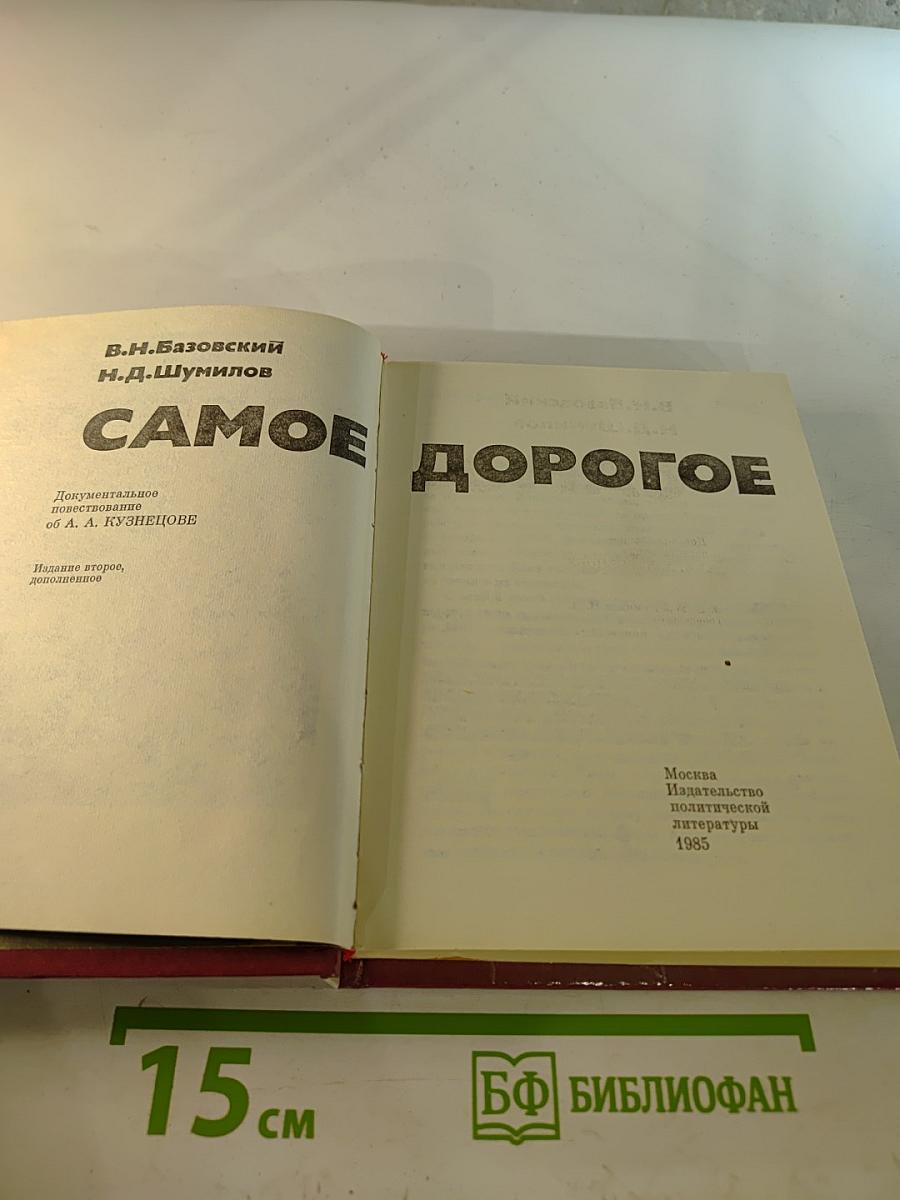 В.Н.Базовский
Н.Д.Шумилов
САМОЕ ДОРОГОЕ
Документальное
повествование
об А. А. КУЗНЕЦОВЕ
Издание второе,
дополненное
Москва
Издательство
политической
литературы
1985
15 см
БФ БИБЛИОФАН